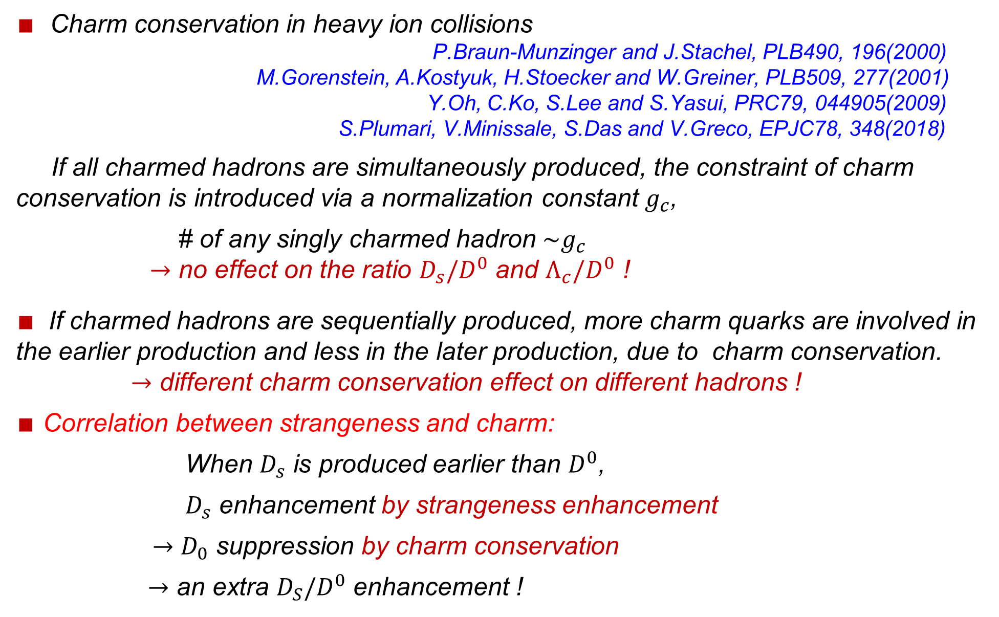 ■ Charm conservation in heavy ion collisions
P.Braun-Munzinger and J.Stachel, PLB490, 196(2000)
M.Gorenstein, A.Kostyuk, H.Stoecker and W.Greiner, PLB509, 277(2001)
Y.Oh, C.Ko, S.Lee and S.Yasui, PRC79, 044905(2009)
S.Plumari, V.Minissale, S.Das and V.Greco, EPJC78, 348(2018)
If all charmed hadrons are simultaneously produced, the constraint of charm
conservation is introduced via a normalization constant $g_c$,
# of any singly charmed hadron ~$g_c$
→ no effect on the ratio $D_s/D^0$ and $\Lambda_c/D^0$ !
■ If charmed hadrons are sequentially produced, more charm quarks are involved in
the earlier production and less in the later production, due to charm conservation.
→ different charm conservation effect on different hadrons !
■ Correlation between strangeness and charm:
When $D_s$ is produced earlier than $D^0$,
$D_s$ enhancement by strangeness enhancement
→ $D_0$ suppression by charm conservation
→ an extra $D_S/D^0$ enhancement !